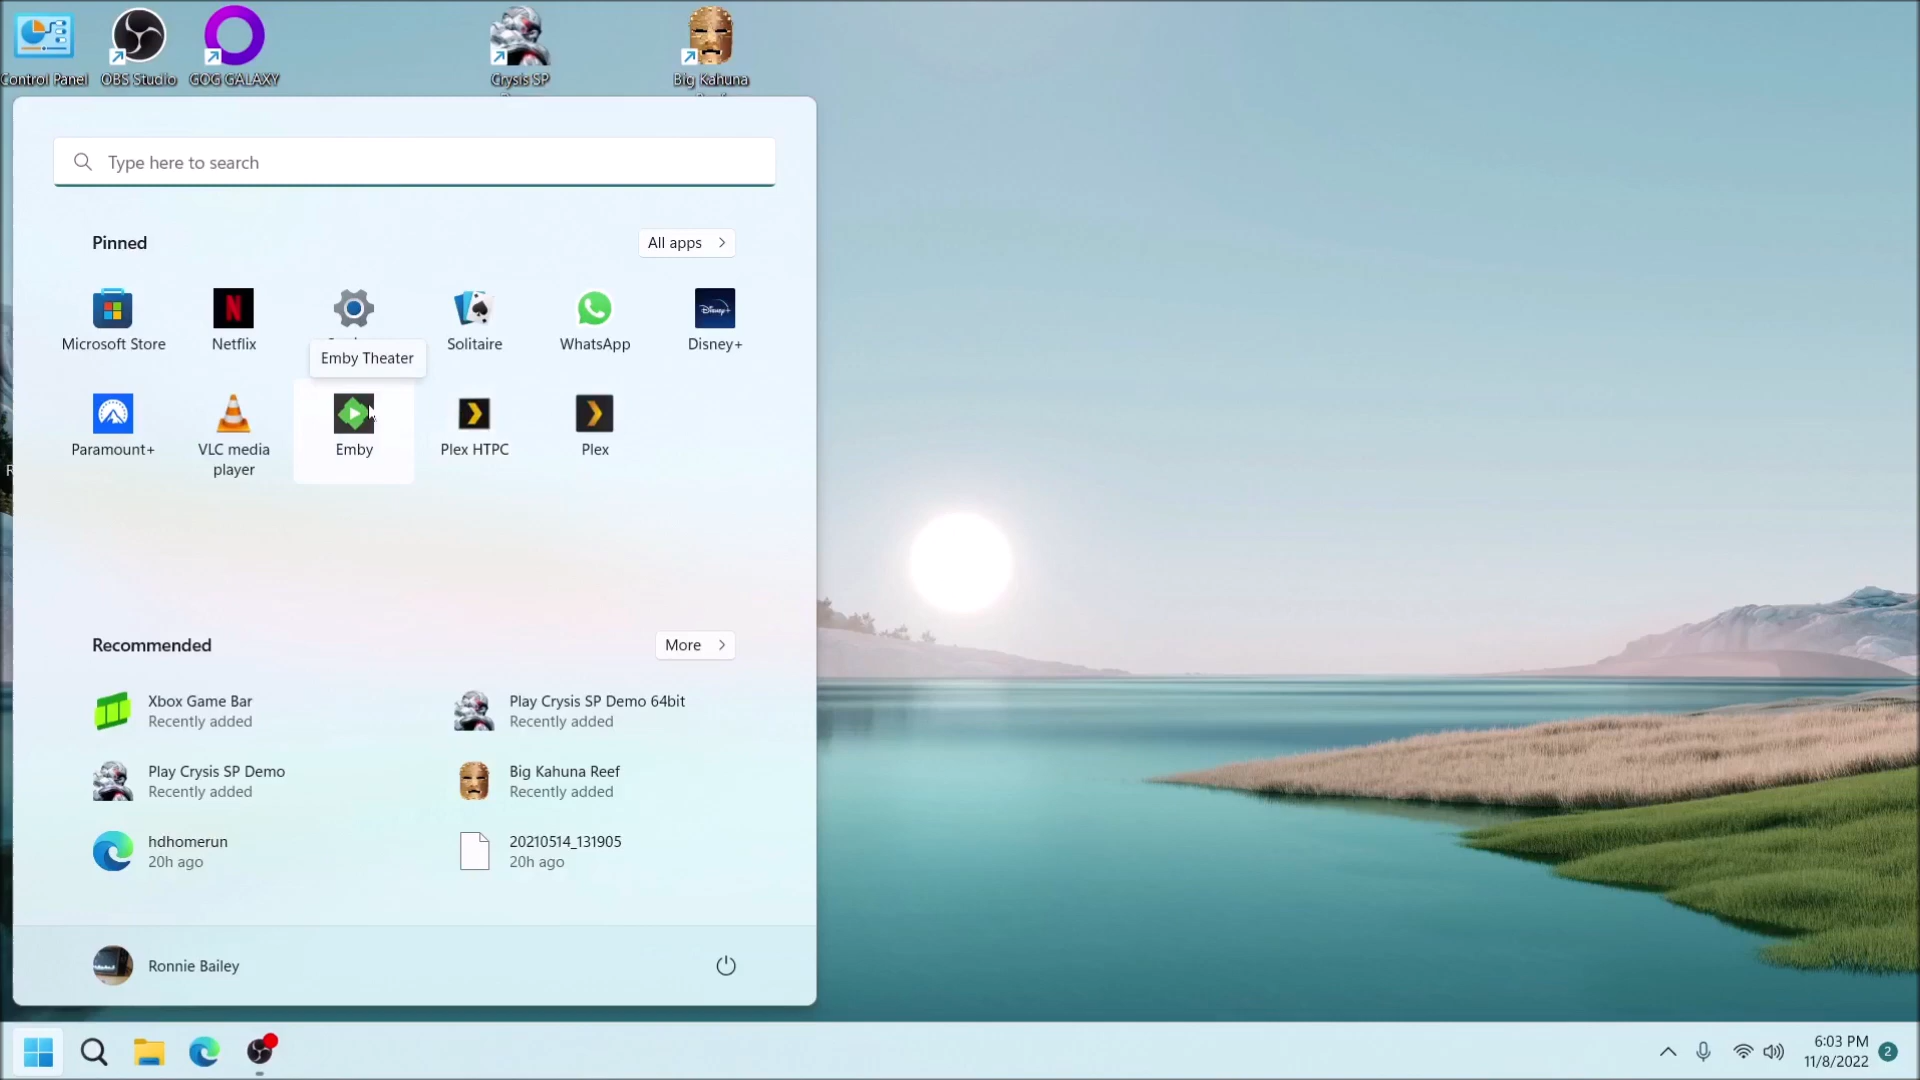 Control Panel
OBS Studio
GOG GALAXY
Crysis SP
Big Kahuna
Type here to search
Pinned
All apps
Microsoft Store
Netflix
Solitaire
WhatsApp
Disney+
Emby Theater
Paramount+
VLC media
player
Emby
Plex HTPC
Plex
Recommended
More
Xbox Game Bar
Recently added
Play Crysis SP Demo 64bit
Recently added
Play Crysis SP Demo
Recently added
Big Kahuna Reef
Recently added
hdhomerun
20h ago
20210514_131905
20h ago
Ronnie Bailey
6:03 PM
11/8/2022
2